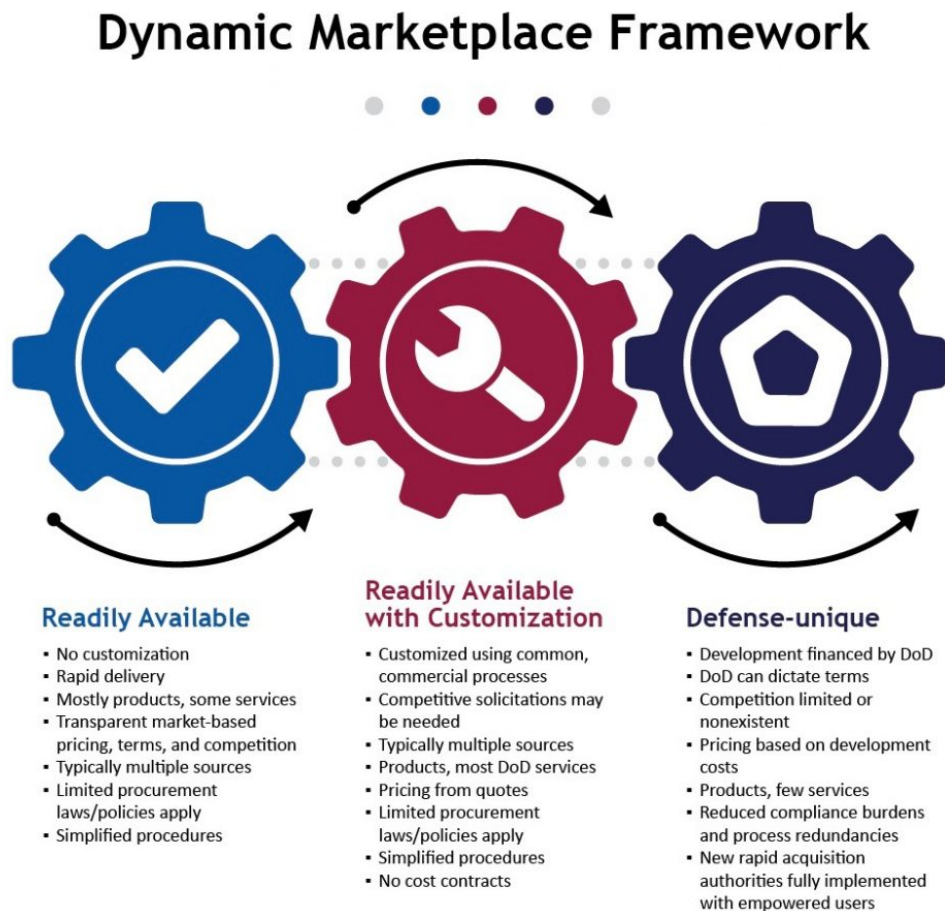 Dynamic Marketplace Framework
Readily Available
▪ No customization
▪ Rapid delivery
▪ Mostly products, some services
▪ Transparent market-based
pricing, terms, and competition
▪ Typically multiple sources
▪ Limited procurement
laws/policies apply
▪ Simplified procedures
Readily Available
with Customization
▪ Customized using common,
commercial processes
▪ Competitive solicitations may
be needed
▪ Typically multiple sources
▪ Products, most DoD services
▪ Pricing from quotes
▪ Limited procurement
laws/policies apply
▪ Simplified procedures
▪ No cost contracts
Defense-unique
▪ Development financed by DoD
▪ DoD can dictate terms
▪ Competition limited or
nonexistent
▪ Pricing based on development
costs
▪ Products, few services
▪ Reduced compliance burdens
and process redundancies
▪ New rapid acquisition
authorities fully implemented
with empowered users